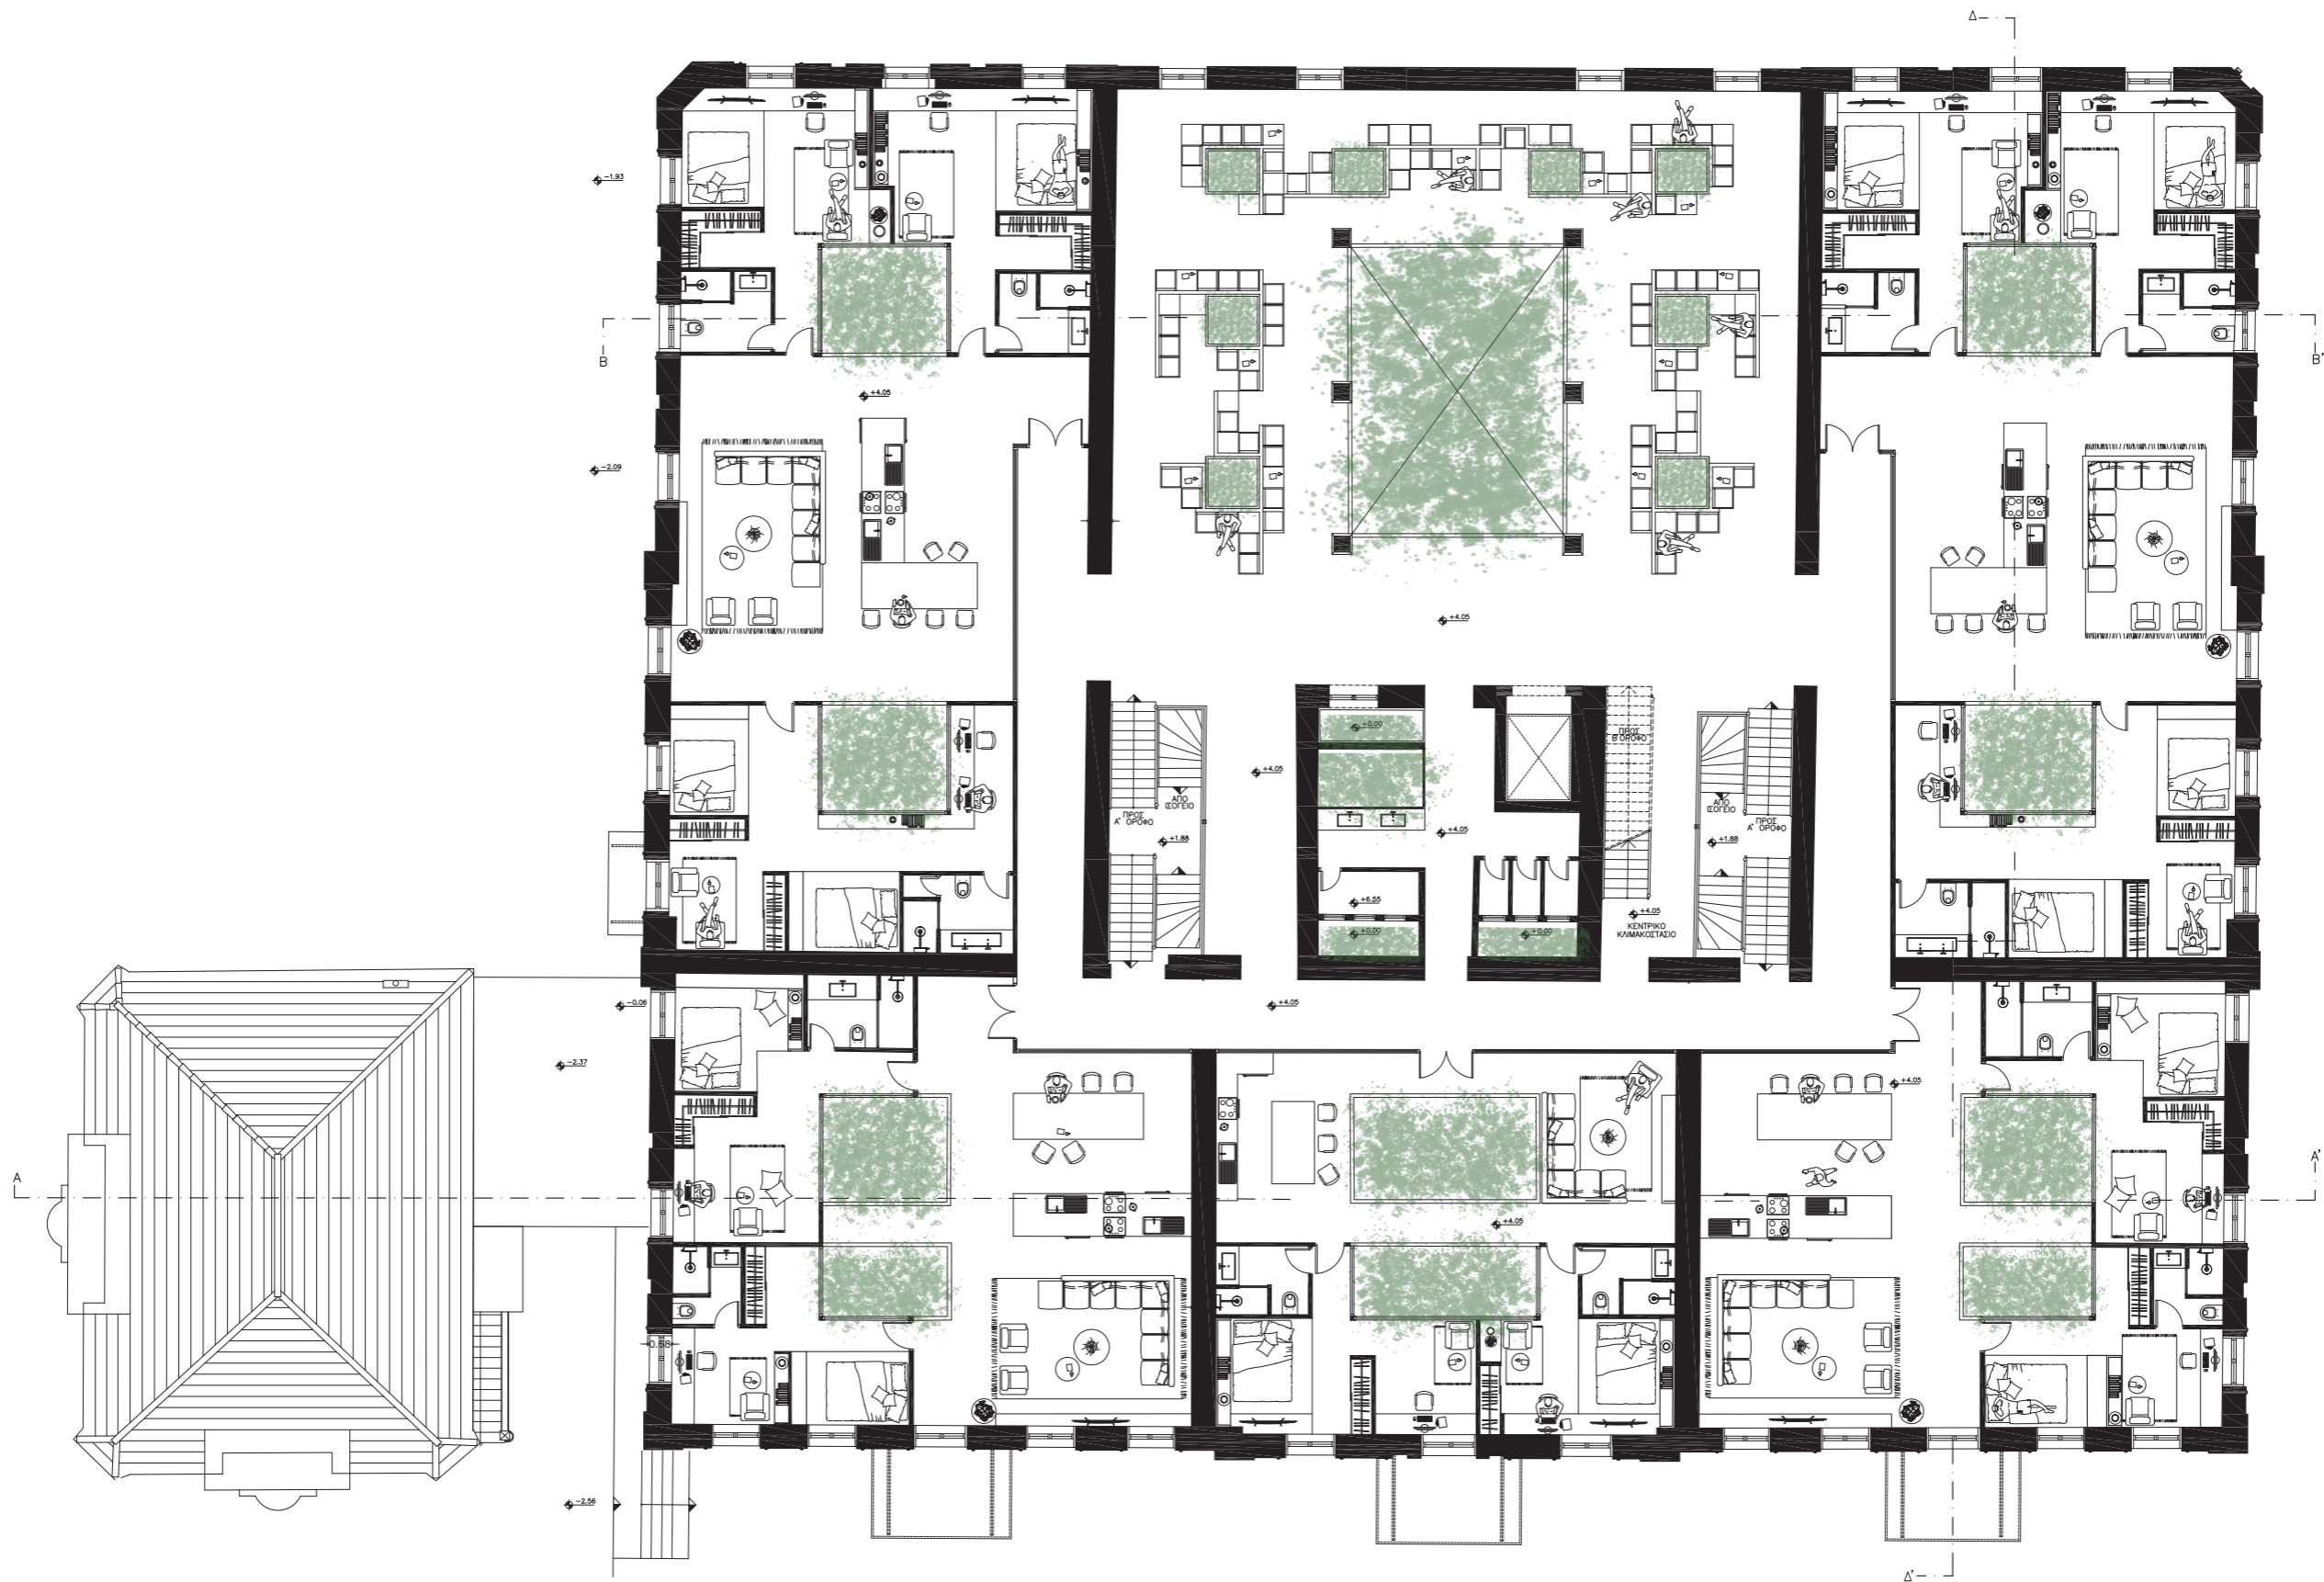 Δ
-1.93
B
B'
+4.05
-2.09
+4.05
+0.00
ΠΡΟΣ
Β'ΟΡΟΦΟ
+4.05
ΑΠΟ
ΙΣΟΓΕΙΟ
ΑΠΟ
ΙΣΟΓΕΙΟ
ΠΡΟΣ
Α' ΟΡΟΦΟ
+4.05
ΠΡΟΣ
Α' ΟΡΟΦΟ
+1.88
+1.88
+6.55
+4.05
ΚΕΝΤΡΙΚΟ
ΚΛΙΜΑΚΟΣΤΑΣΙΟ
+0.00
+0.00
-0.06
+4.05
-2.37
+4.05
A
A'
+4.05
0.68
-2.56
Δ'